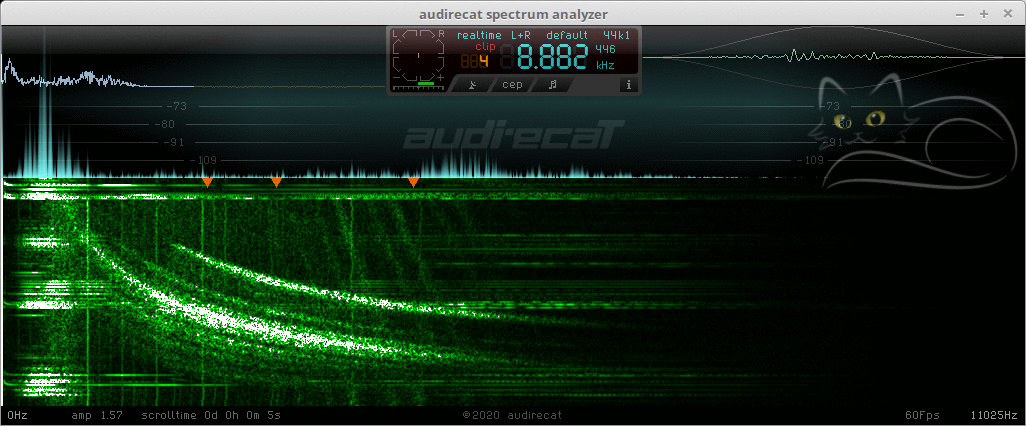 audirecat spectrum analyzer
L R realtime L+R default 44k1
clip
4 8.882 446 kHz
cep i
-73 -73
-80 -80
-91 -91
audirecaT
-109 -109
0Hz amp 1.57 scrolltime 0d 0h 0m 5s ©2020 audirecat 60Fps 11025Hz